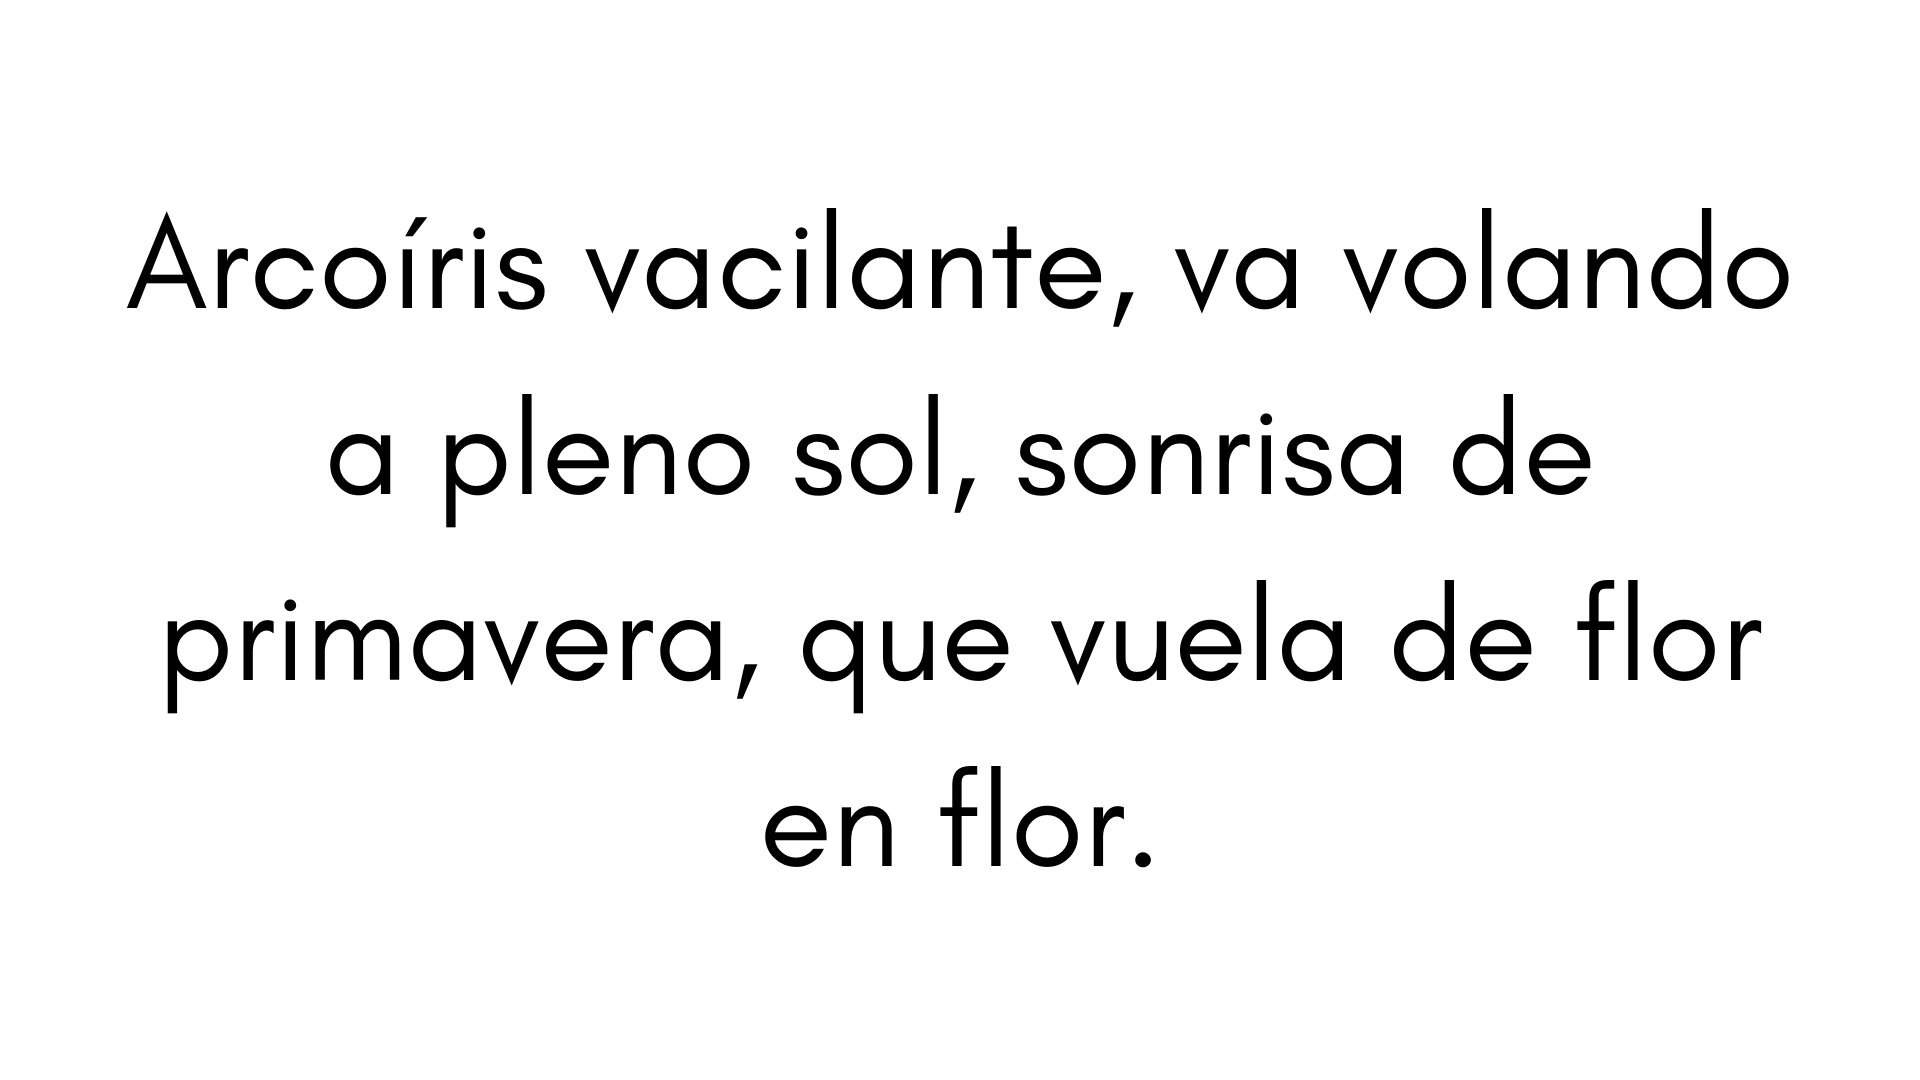 Arcoíris vacilante, va volando
a pleno sol, sonrisa de
primavera, que vuela de flor
en flor.